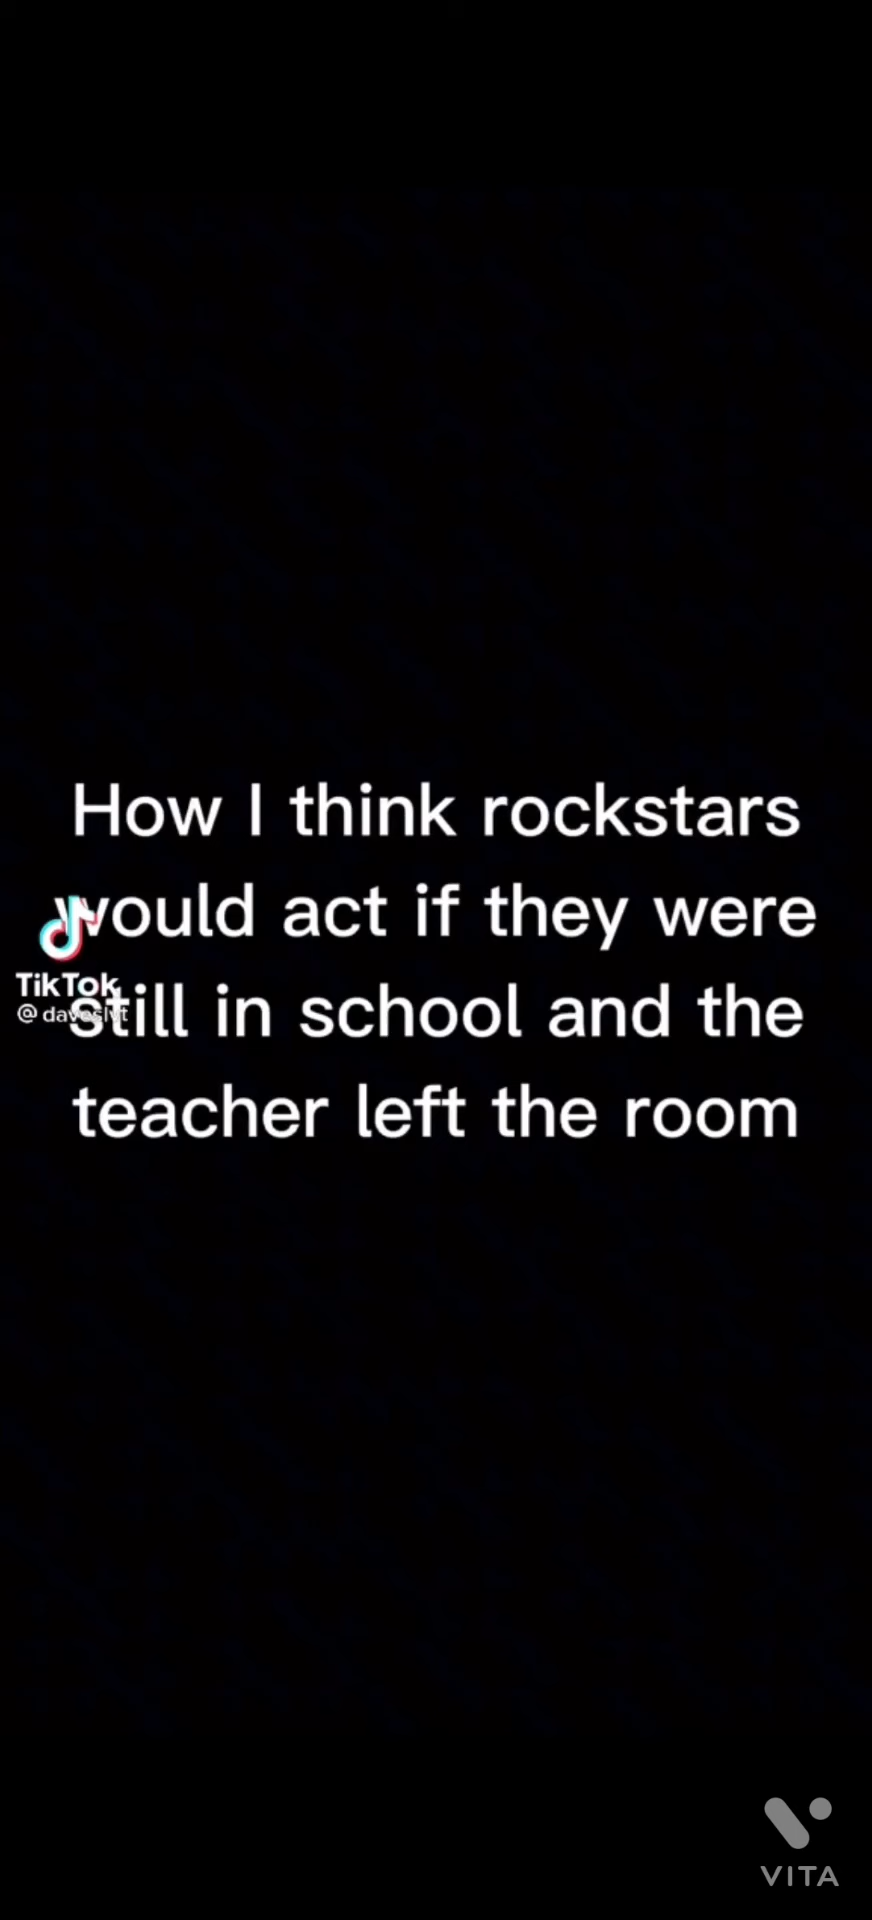 How I think rockstars
would act if they were
still in school and the
teacher left the room
TikTok
@daveslvt
VITA